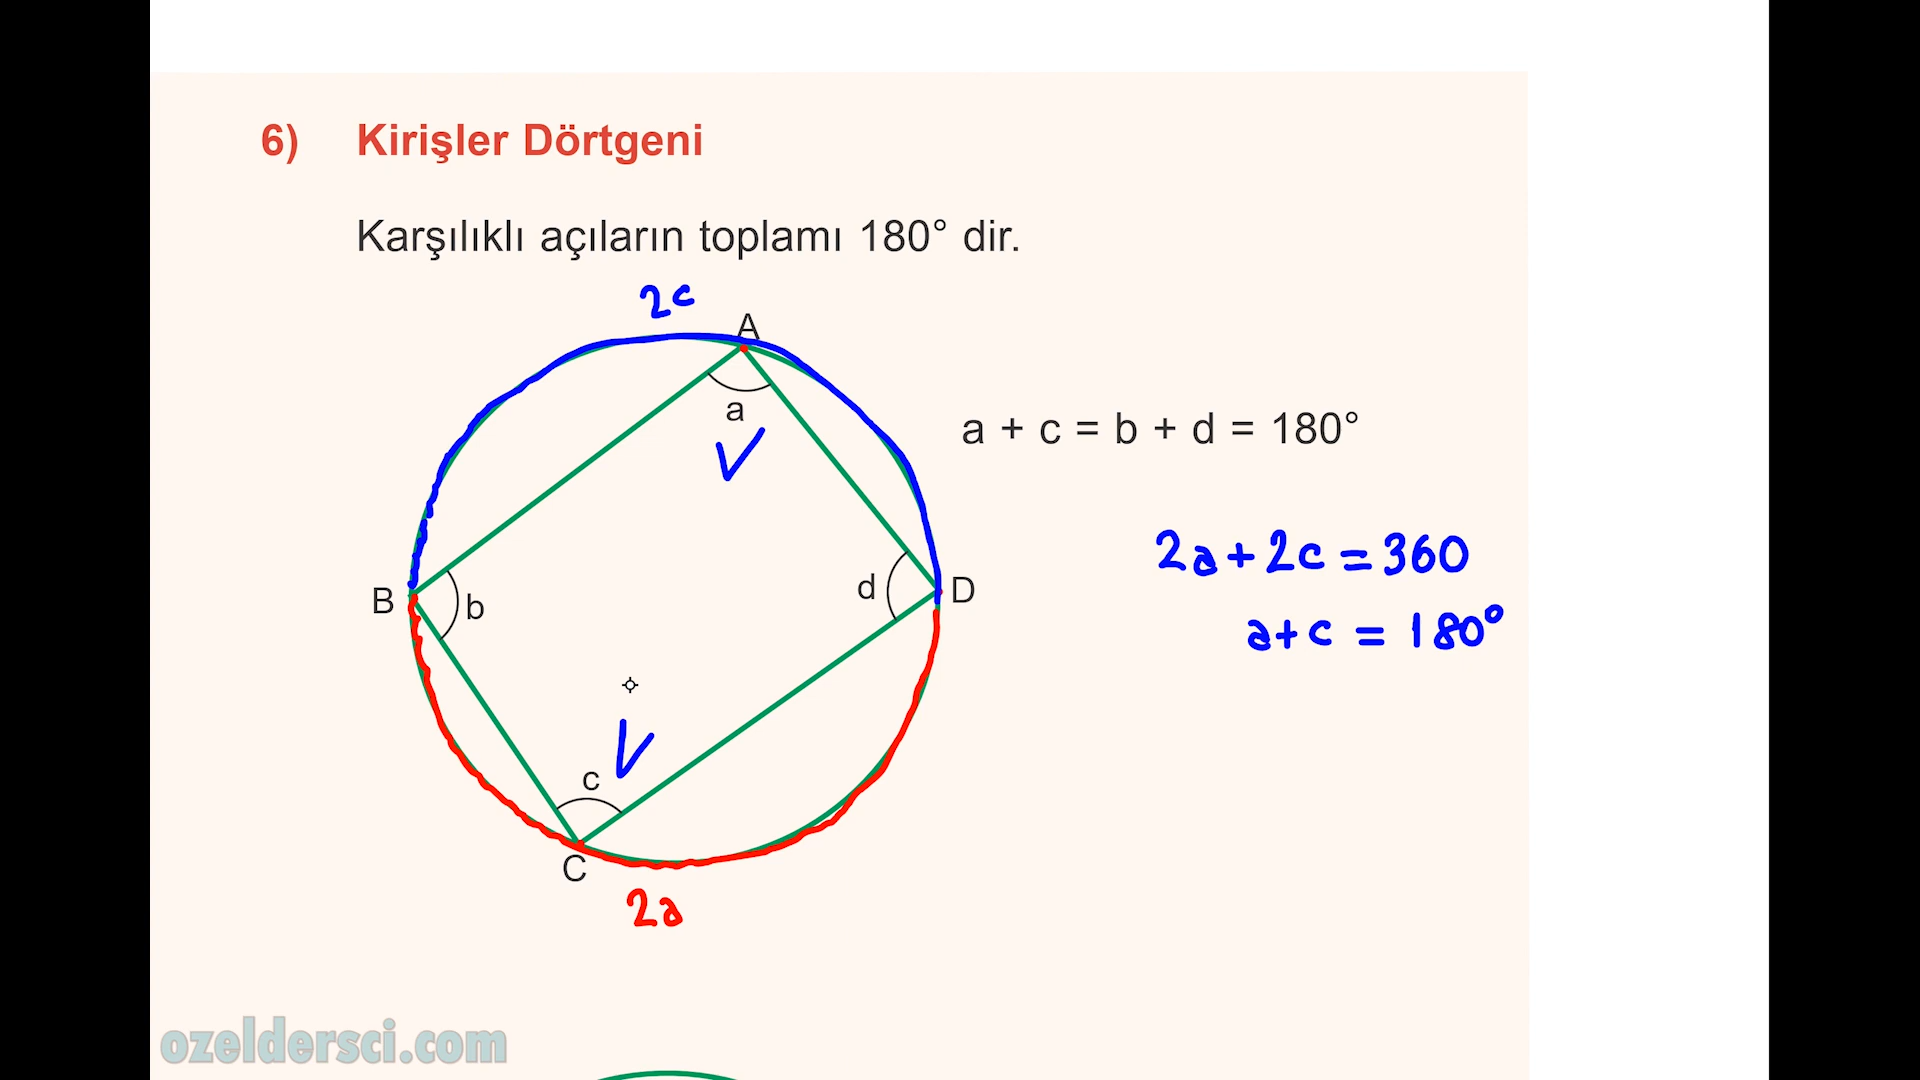 6) Kirişler Dörtgeni
Karşılıklı açıların toplamı 180° dir.
2c
A
a
a + c = b + d = 180°
2a+2c=360
B
b
d
D
a+c = 180°
c
C
2a
ozeldersci.com